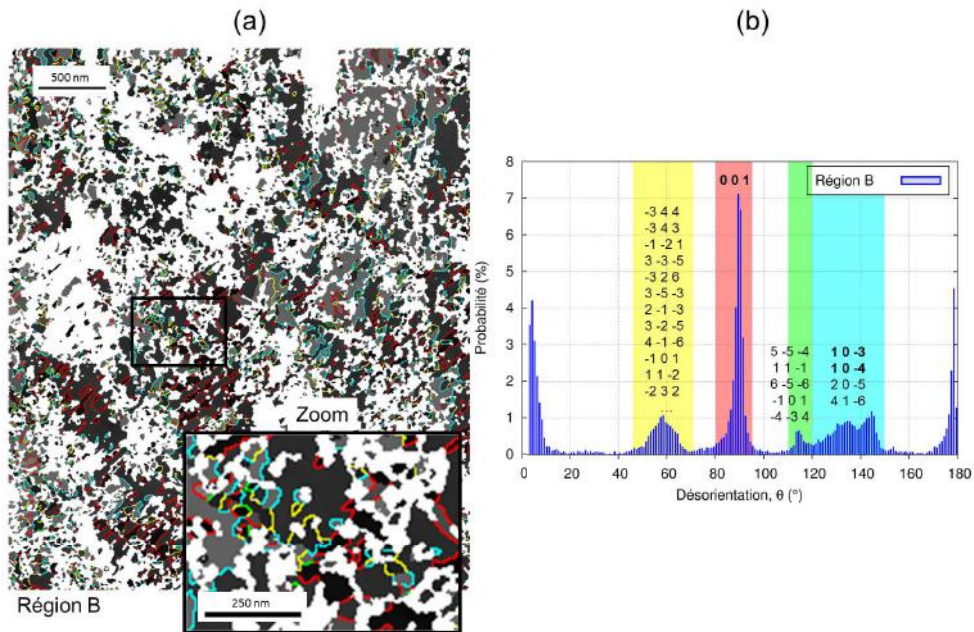 (a)
(b)
500 nm
Zoom
250 nm
Région B
8
7
6
5
4
3
2
1
0
Probabilité (%)
Région B
0 0 1
-3 4 4
-3 4 3
-1 -2 1
3 -3 -5
-3 2 6
3 -5 -3
2 -1 -3
3 -2 -5
4 -1 -6
-1 0 1
1 1 -2
-2 3 2
...
5 -5 -4
1 1 -1
6 -5 -6
-1 0 1
-4 -3 4
1 0 -3
1 0 -4
2 0 -5
4 1 -6
0 20 40 60 80 100 120 140 160 180
Désorientation, θ (°)